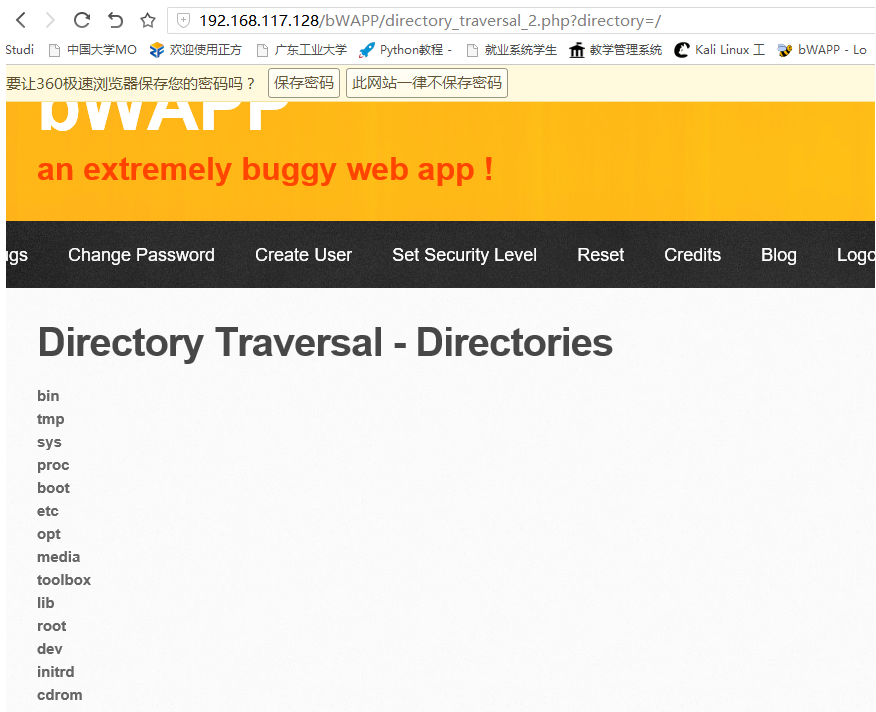 192.168.117.128/bWAPP/directory_traversal_2.php?directory=/
Studi 中国大学MO 欢迎使用正方 广东工业大学 Python教程 - 就业系统学生 教学管理系统 Kali Linux 工 bWAPP - Lo
要让360极速浏览器保存您的密码吗？ 保存密码 此网站一律不保存密码
bWAPP
an extremely buggy web app !
ugs Change Password Create User Set Security Level Reset Credits Blog Logo
Directory Traversal - Directories
bin
tmp
sys
proc
boot
etc
opt
media
toolbox
lib
root
dev
initrd
cdrom